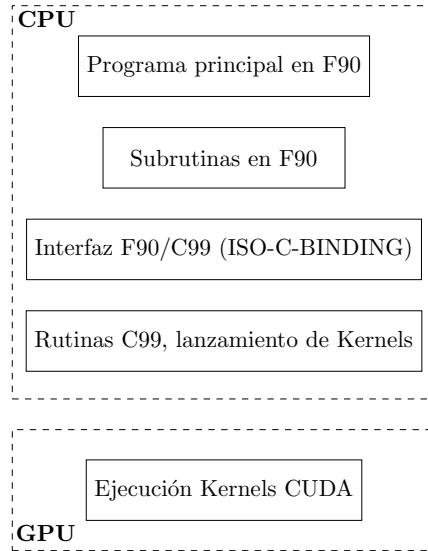 CPU
Programa principal en F90
Subrutinas en F90
Interfaz F90/C99 (ISO-C-BINDING)
Rutinas C99, lanzamiento de Kernels
Ejecución Kernels CUDA
GPU